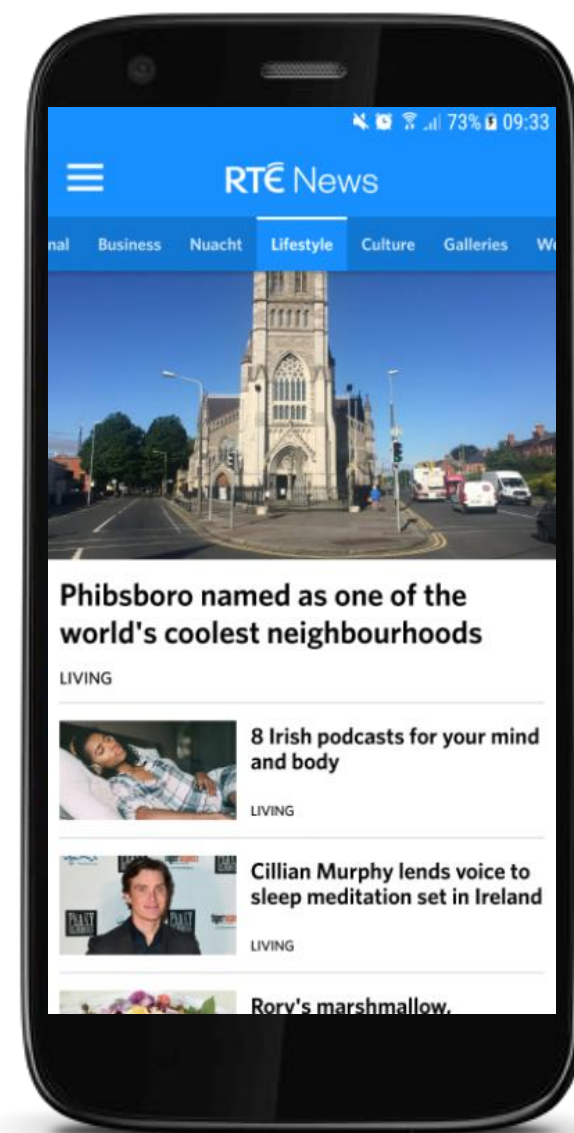 73% 09:33
RTÉ News
nal Business Nuacht Lifestyle Culture Galleries
Phibsboro named as one of the
world's coolest neighbourhoods
LIVING
8 Irish podcasts for your mind
and body
LIVING
Cillian Murphy lends voice to
sleep meditation set in Ireland
LIVING
Rory's marshmallow,